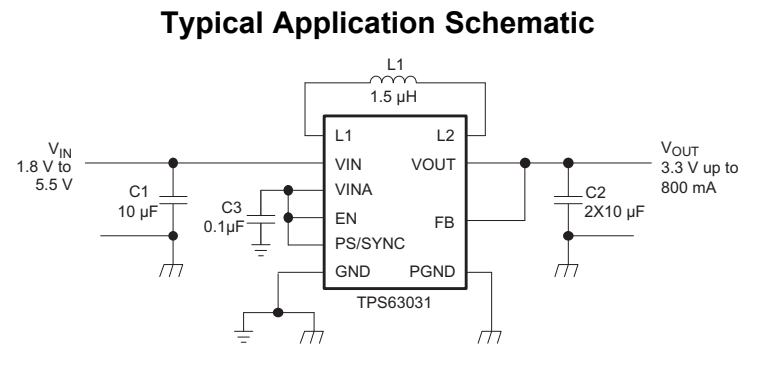 Typical Application Schematic
L1
1.5 µH
L1
L2
VIN
1.8 V to
5.5 V
VIN
VOUT
VOUT
3.3 V up to
800 mA
VINA
C1
10 µF
C3
0.1µF
EN
FB
C2
2X10 µF
PS/SYNC
GND
PGND
TPS63031